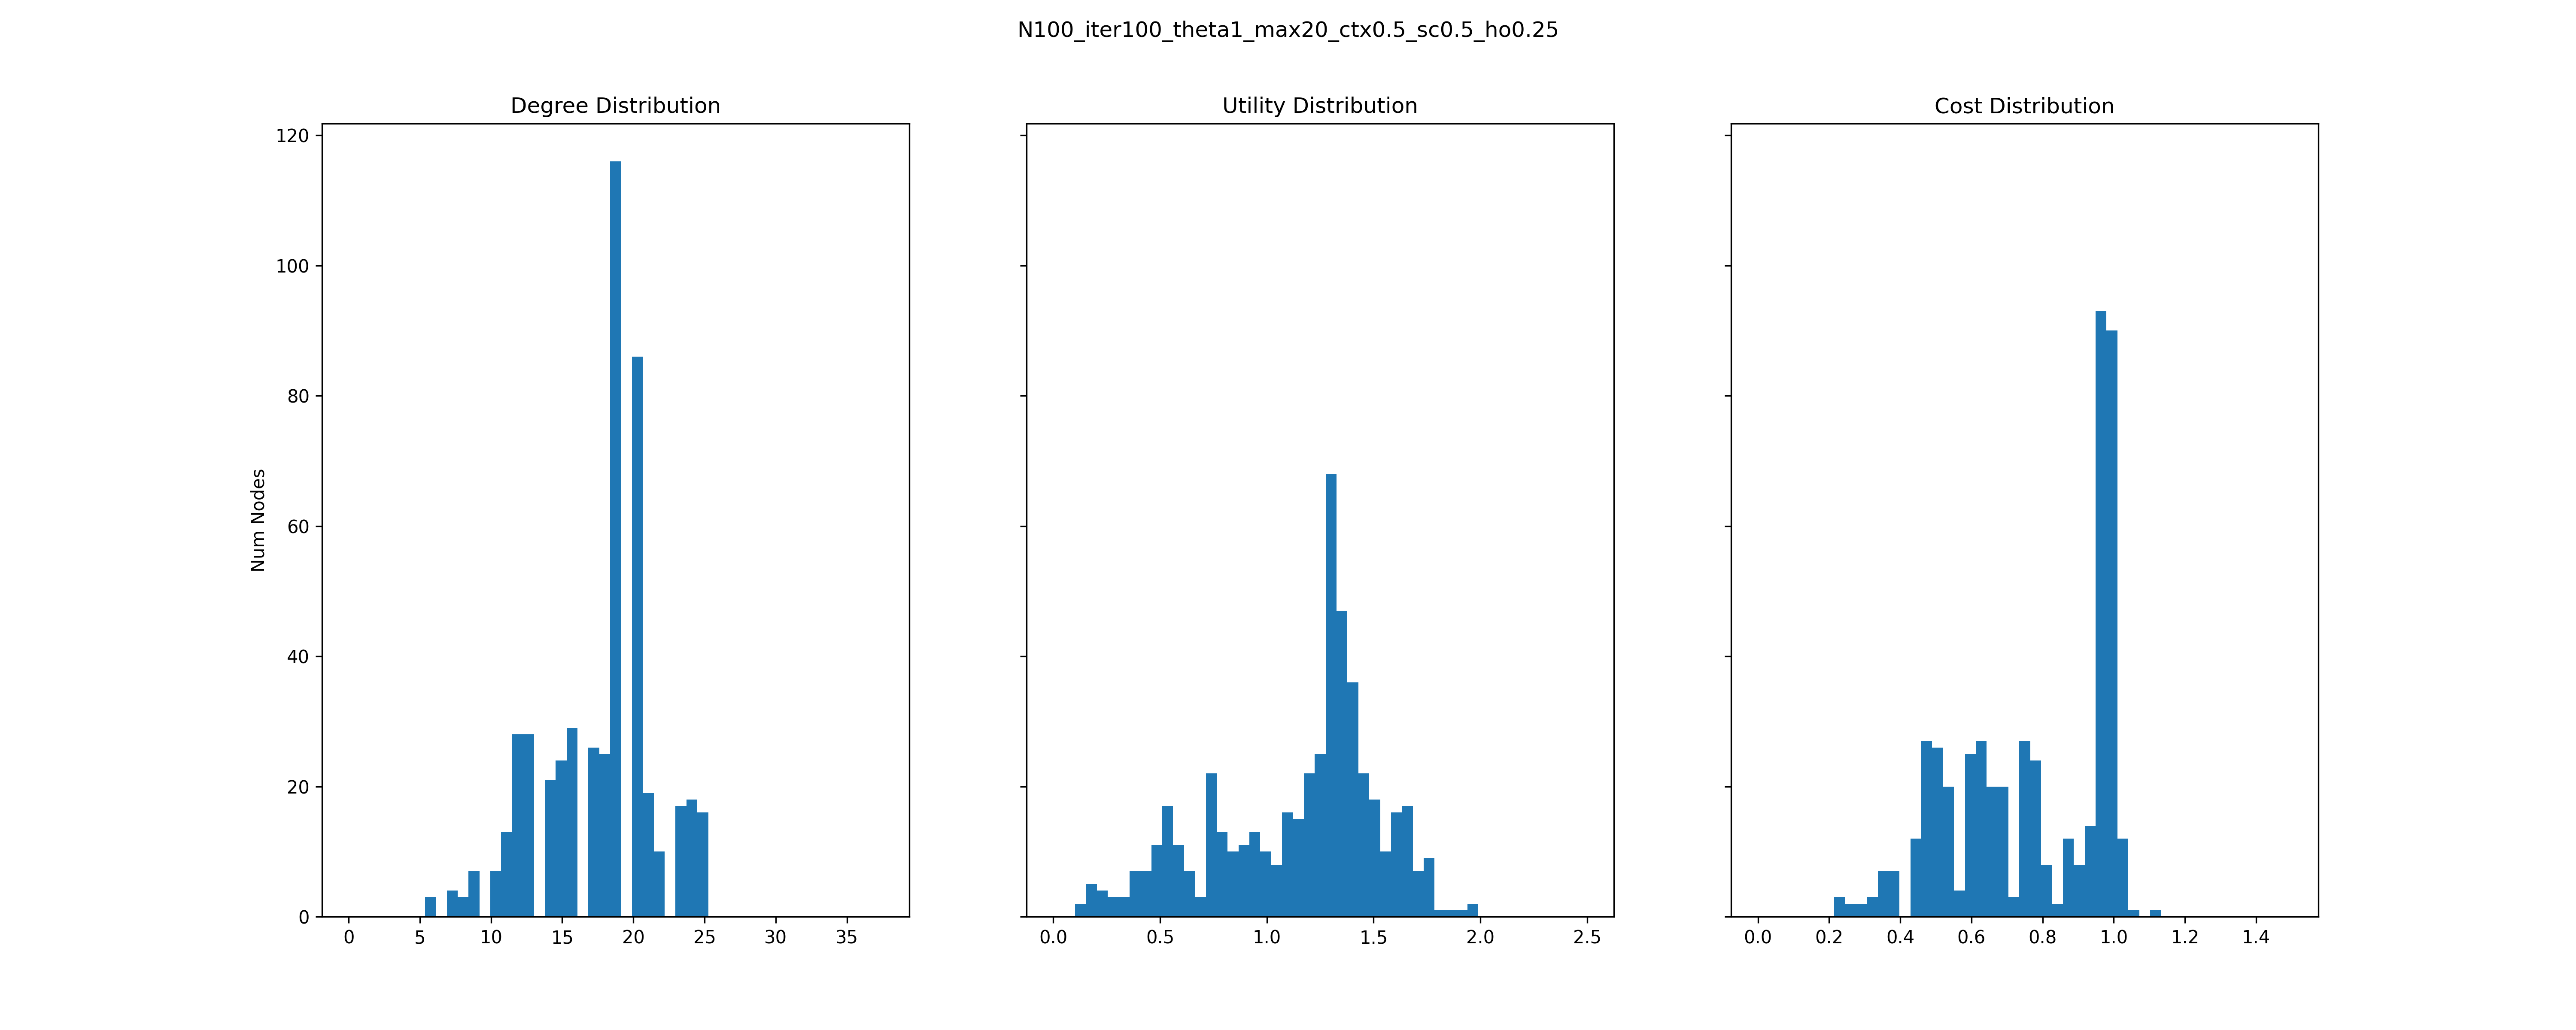 N100_iter100_theta1_max20_ctx0.5_sc0.5_ho0.25
Degree Distribution
Num Nodes
120
100
80
60
40
20
0
0 5 10 15 20 25 30 35
Utility Distribution
0.0 0.5 1.0 1.5 2.0 2.5
Cost Distribution
0.0 0.2 0.4 0.6 0.8 1.0 1.2 1.4